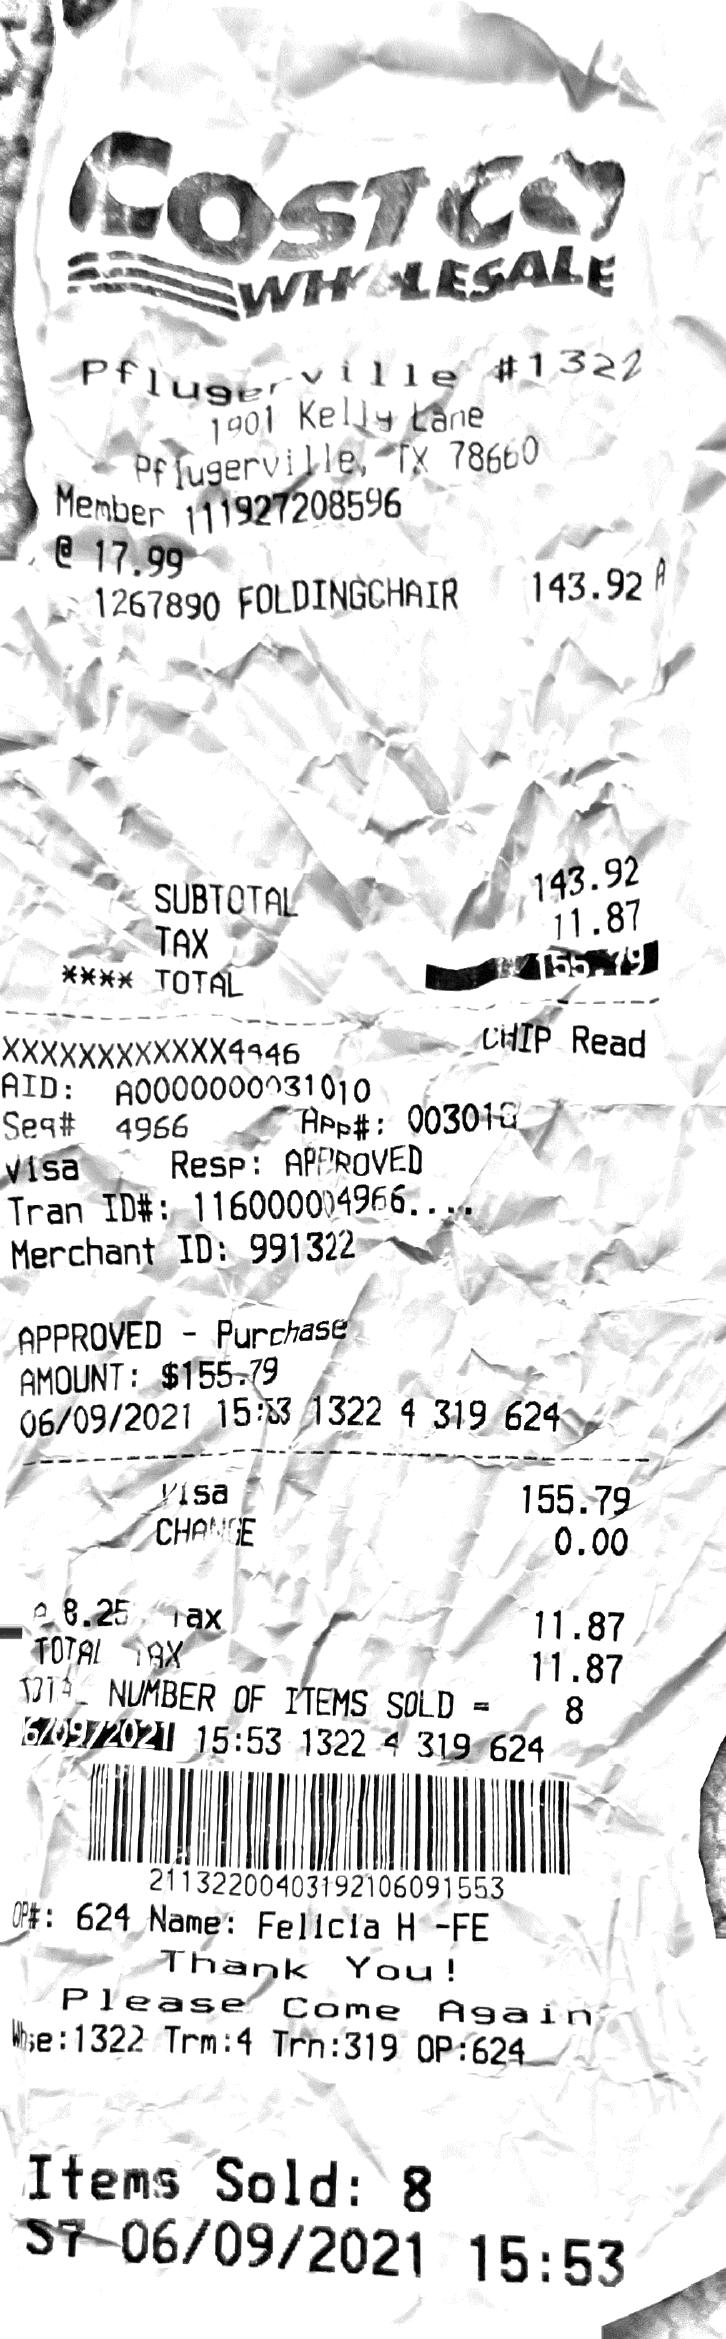 COSTCO
WHOLESALE
Pflugerville #1322
1901 Kelly Lane
Pflugerville, TX 78660
Member 111927208596
@ 17.99
1267890 FOLDINGCHAIR 143.92 A
SUBTOTAL 143.92
TAX 11.87
**** TOTAL 155.79
XXXXXXXXXXXX4946 CHIP Read
AID: A0000000031010
Seq# 4966 App#:
Visa Resp: APPROVED
Tran ID#: 116000004966....
Merchant ID: 991322
APPROVED - Purchase
AMOUNT: $155.79
06/09/2021 15:53 1322 4 319 624
Visa 155.79
CHANGE 0.00
A 8.25 Tax 11.87
TOTAL TAX 11.87
TOTAL NUMBER OF ITEMS SOLD = 8
6/09/2021 15:53 1322 4 319 624
21132200403192106091553
OP#: 624 Name: Felicia H -FE
Thank You!
Please Come Again
Whse:1322 Trm:4 Trn:319 OP:624
Items Sold: 8
S7 06/09/2021 15:53